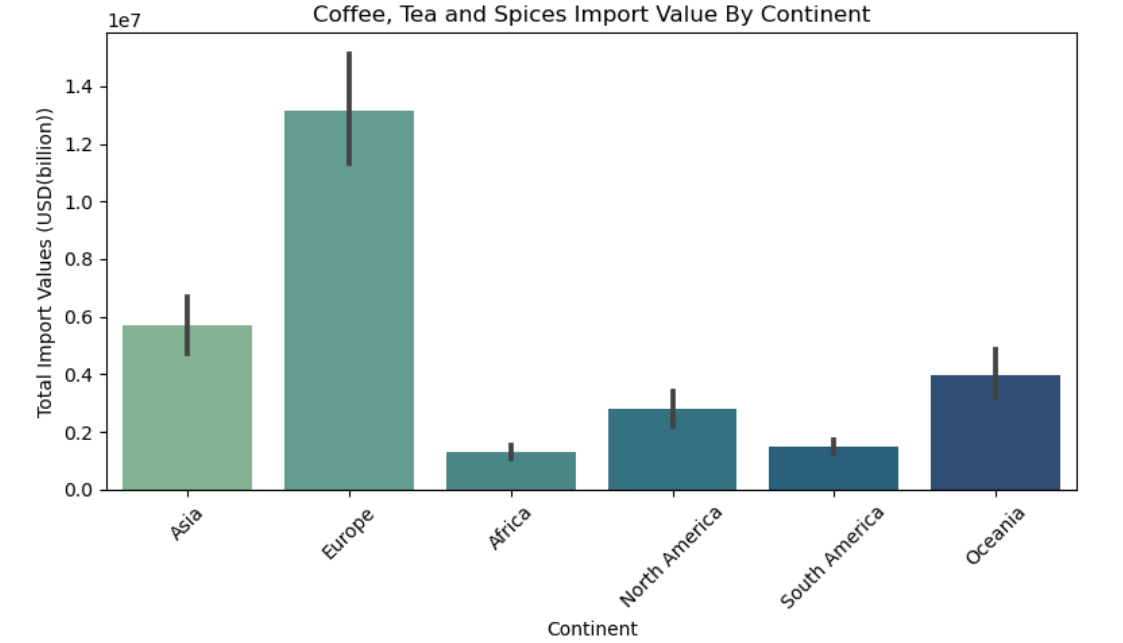 Coffee, Tea and Spices Import Value By Continent
1e7
1.4
1.2
1.0
0.8
0.6
0.4
0.2
0.0
Total Import Values (USD(billion))
Asia
Europe
Africa
North America
South America
Oceania
Continent